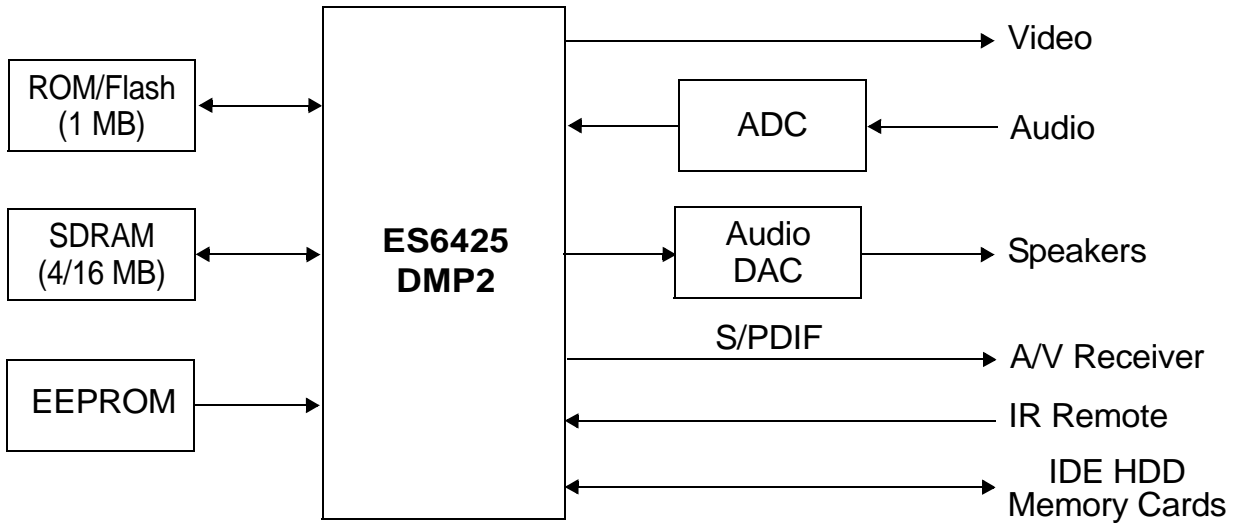 ROM/Flash
(1 MB)
SDRAM
(4/16 MB)
EEPROM
ES6425
DMP2
Video
ADC
Audio
Audio
DAC
Speakers
S/PDIF
A/V Receiver
IR Remote
IDE HDD
Memory Cards